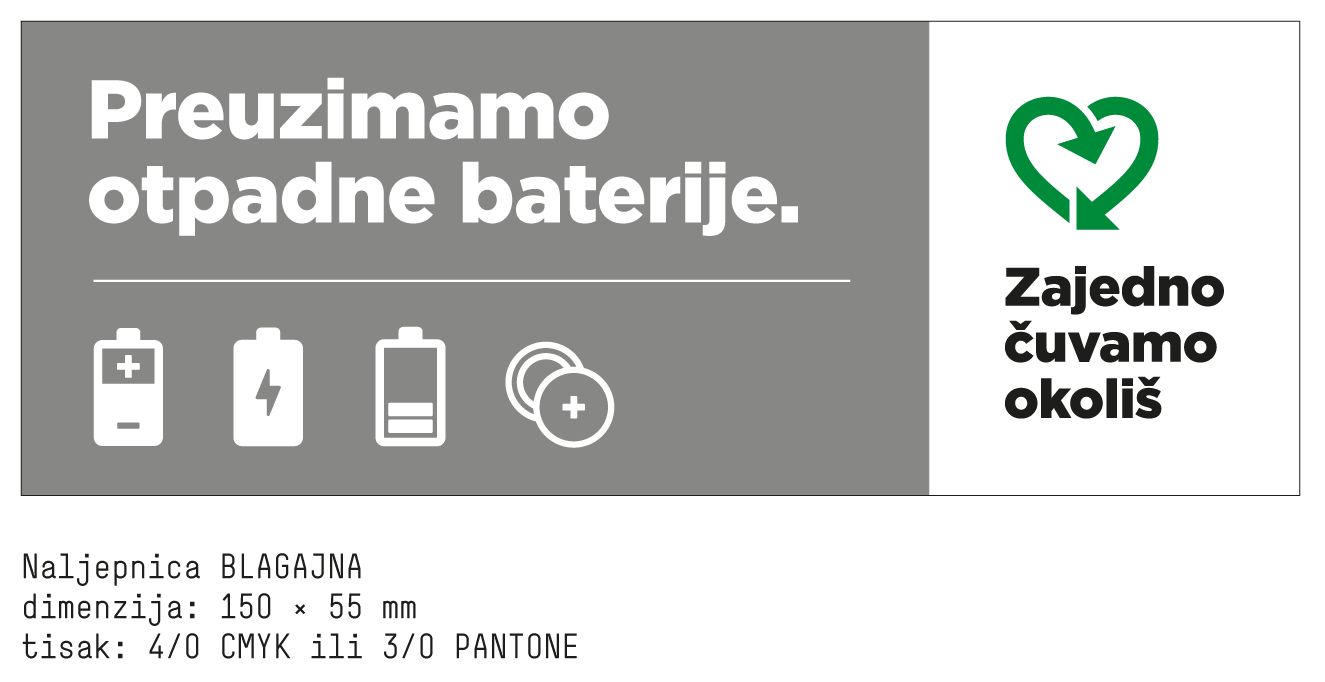 Preuzimamo
otpadne baterije.
Zajedno
čuvamo
okoliš
Naljepnica BLAGAJNA
dimenzija: 150 × 55 mm
tisak: 4/0 CMYK ili 3/0 PANTONE